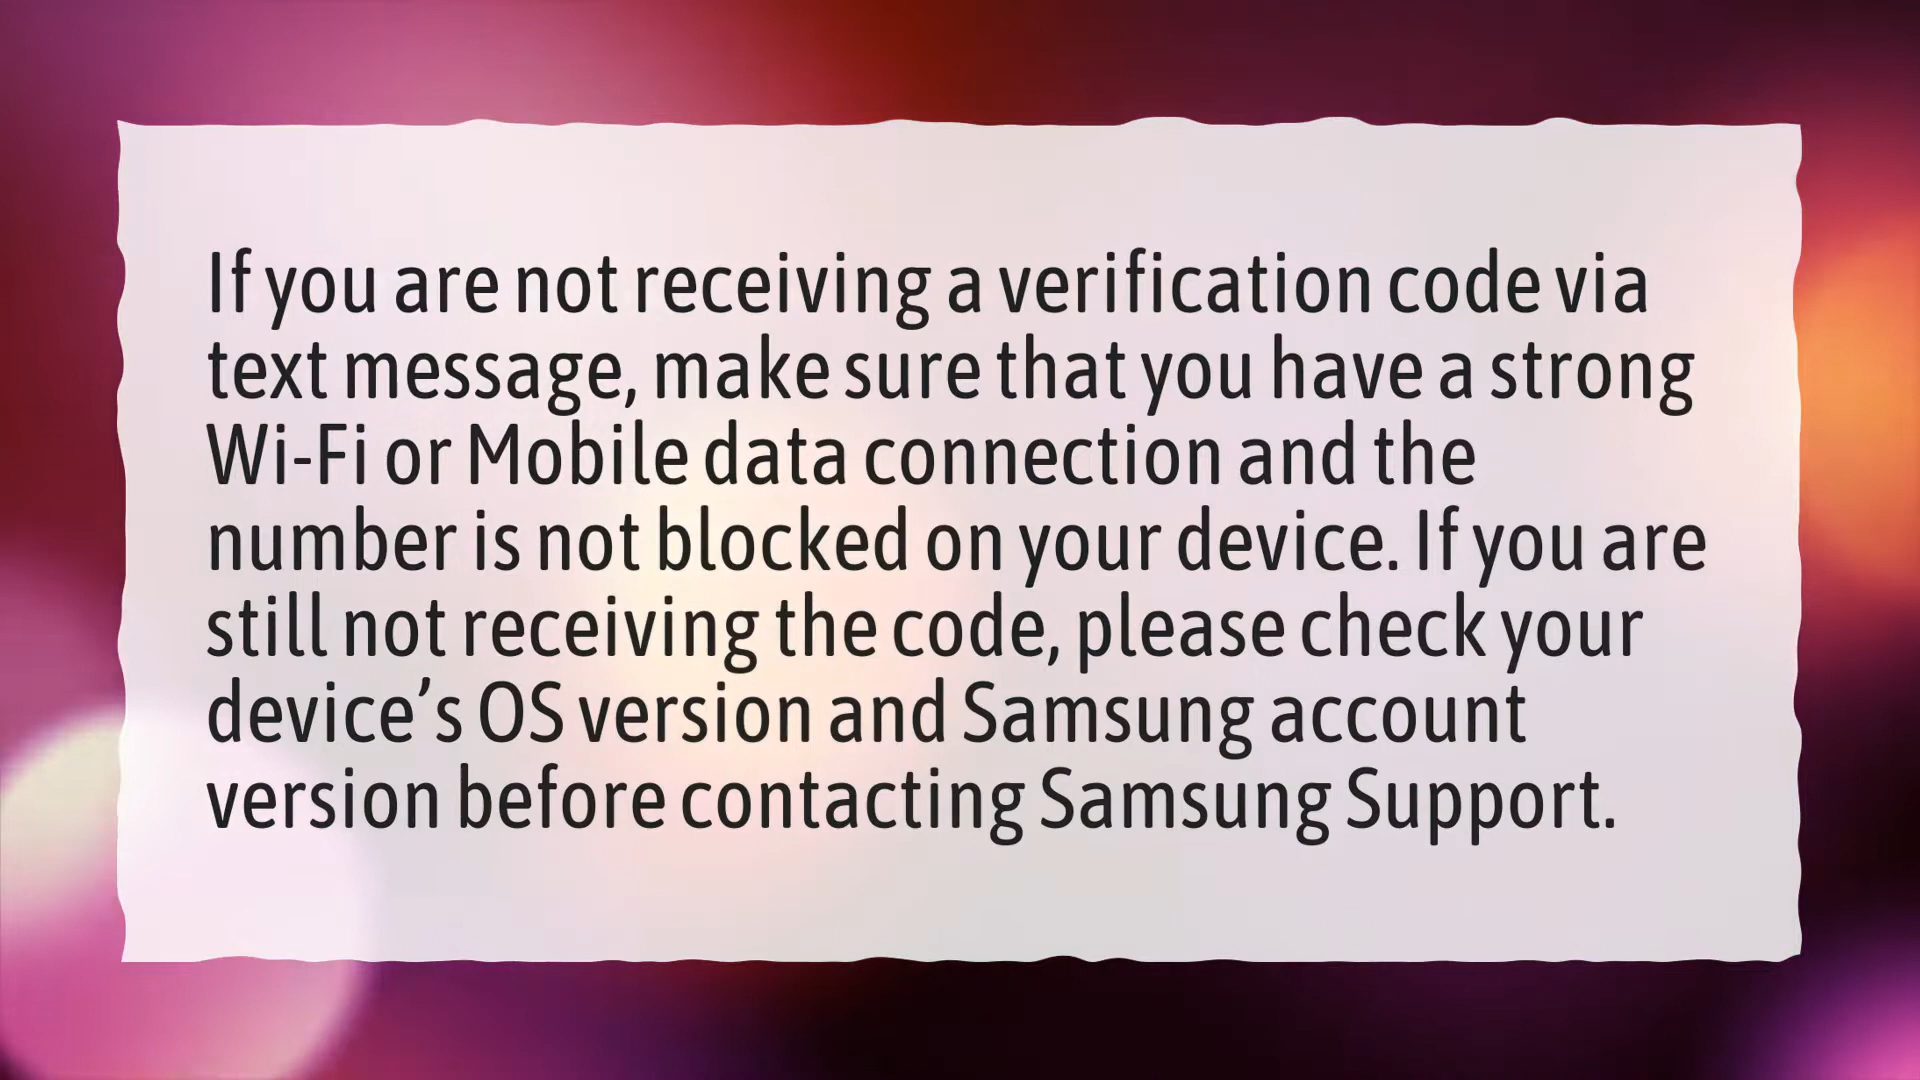 If you are not receiving a verification code via
text message, make sure that you have a strong
Wi-Fi or Mobile data connection and the
number is not blocked on your device. If you are
still not receiving the code, please check your
device’s OS version and Samsung account
version before contacting Samsung Support.